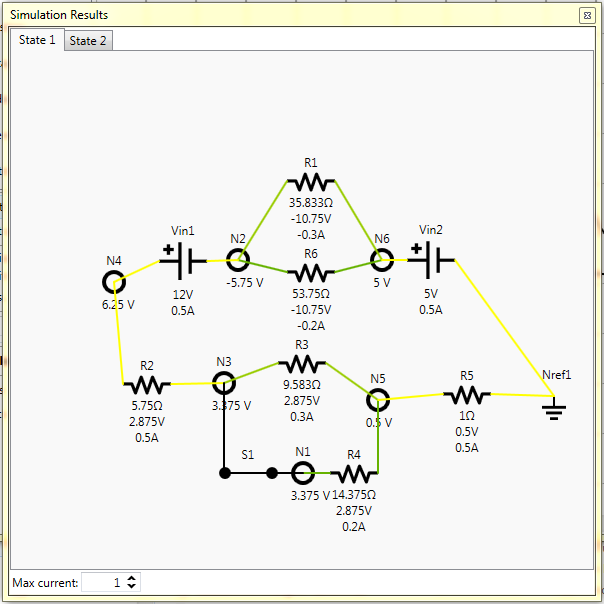 Simulation Results
State 1 State 2
R1
35.833Ω
-10.75V
-0.3A
Vin1
12V
0.5A
N2
-5.75 V
N6
5 V
Vin2
5V
0.5A
N4
6.25 V
R6
53.75Ω
-10.75V
-0.2A
R3
9.583Ω
2.875V
0.3A
R2
5.75Ω
2.875V
0.5A
N3
3.375 V
N5
0.5 V
R5
1Ω
0.5V
0.5A
Nref1
S1
N1
3.375 V
R4
14.375Ω
2.875V
0.2A
Max current: 1